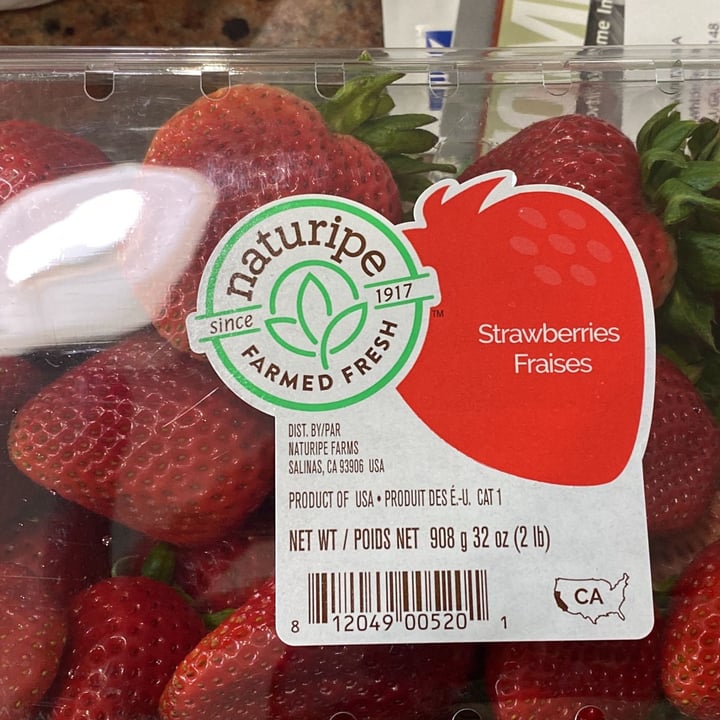 naturipe
since 1917
FARMED FRESH
TM
Strawberries
Fraises
DIST. BY/PAR
NATURIPE FARMS
SALINAS, CA 93906 USA
PRODUCT OF USA • PRODUIT DES É.-U. CAT 1
NET WT / POIDS NET 908 g 32 oz (2 lb)
CA
8 12049 00520 1